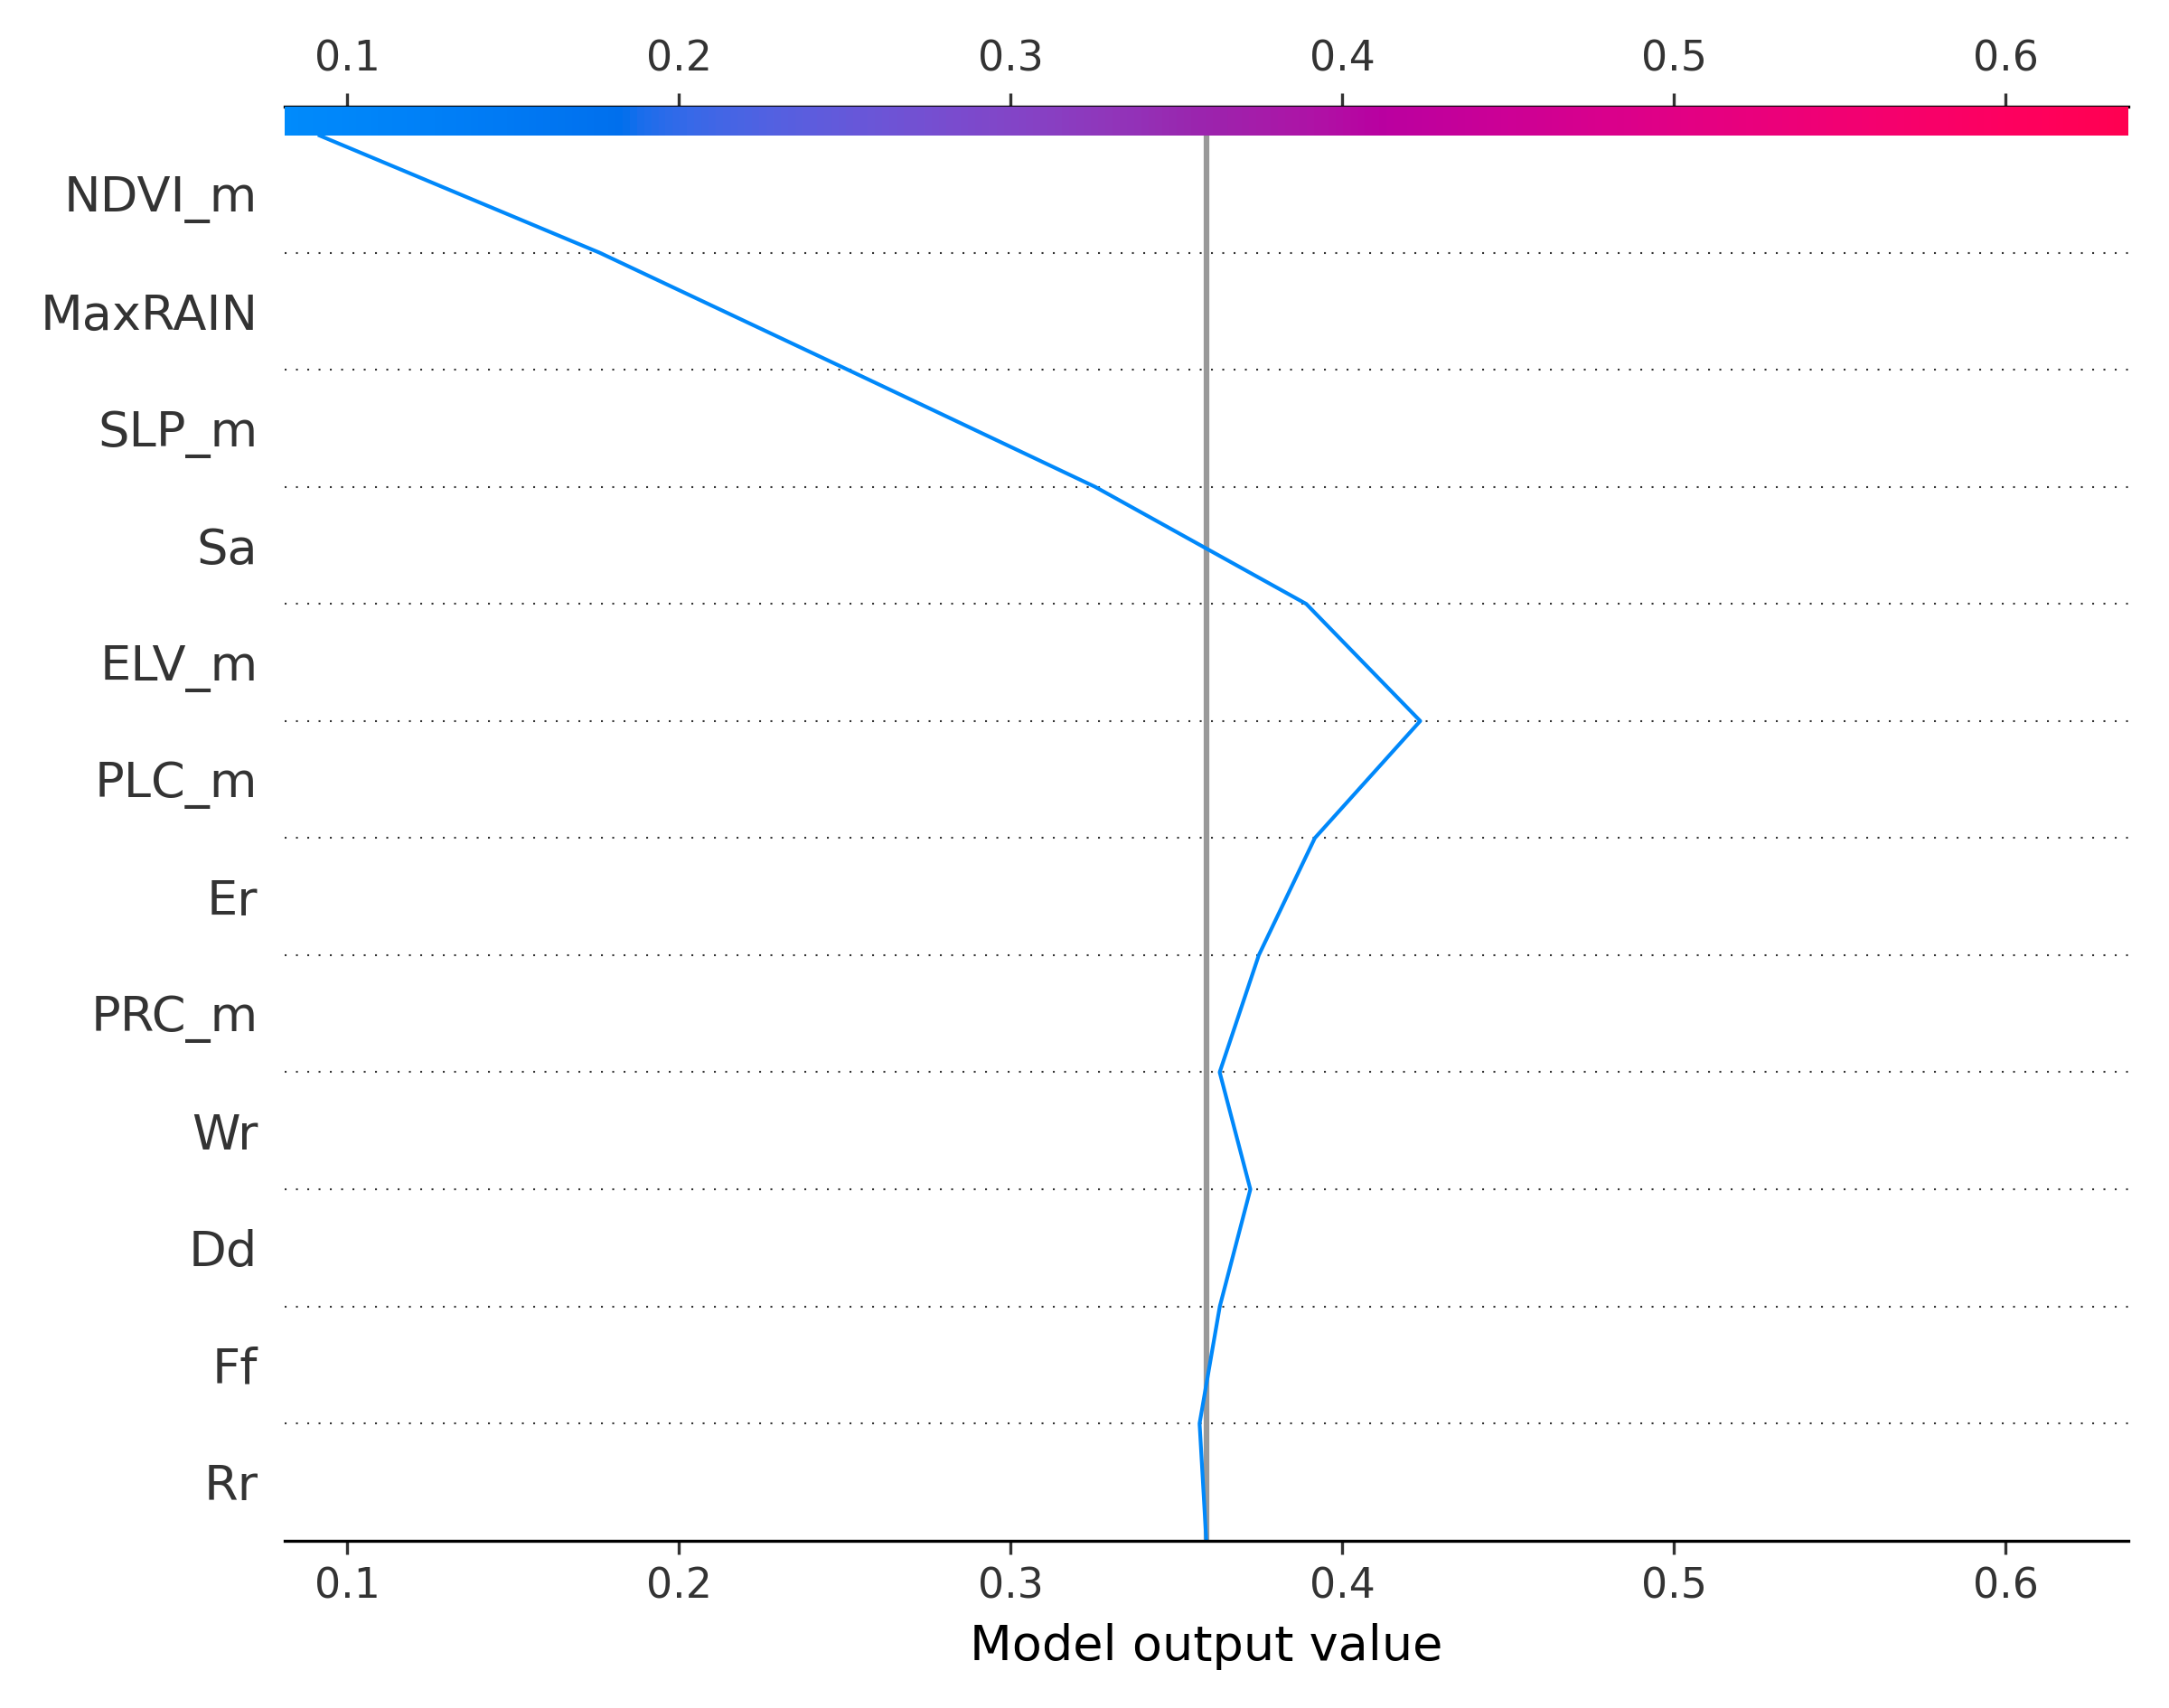 0.1 0.2 0.3 0.4 0.5 0.6
NDVI_m
MaxRAIN
SLP_m
Sa
ELV_m
PLC_m
Er
PRC_m
Wr
Dd
Ff
Rr
0.1 0.2 0.3 0.4 0.5 0.6
Model output value